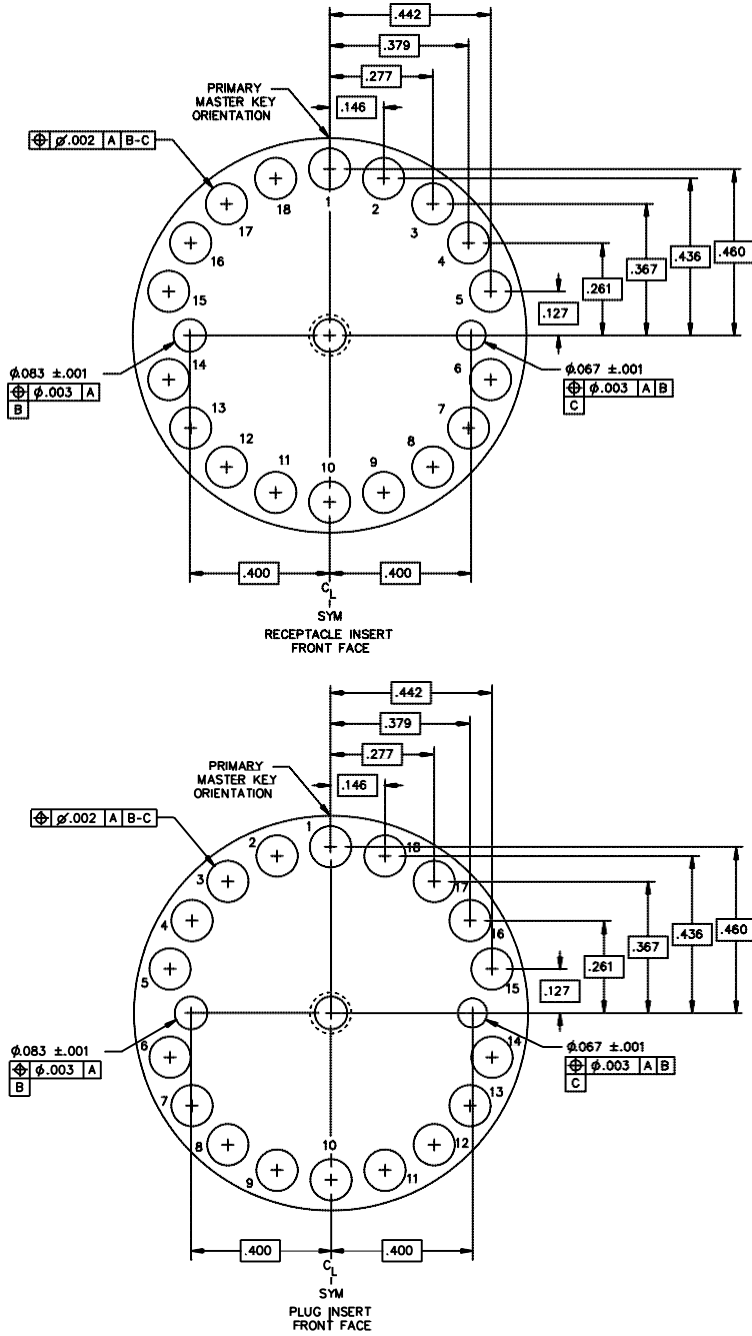 .442
.379
.277
.146
PRIMARY
MASTER KEY
ORIENTATION
⌖ ⌀.002 A B-C
1
2
3
4
5
6
7
8
9
10
11
12
13
14
15
16
17
18
.127
.261
.367
.436
.460
⌀.083 ±.001
⌖ ⌀.003 A
B
⌀.067 ±.001
⌖ ⌀.003 A B
C
.400
.400
CL
SYM
RECEPTACLE INSERT
FRONT FACE
.442
.379
.277
.146
PRIMARY
MASTER KEY
ORIENTATION
⌖ ⌀.002 A B-C
1
2
3
4
5
6
7
8
9
10
11
12
13
14
15
16
17
18
.127
.261
.367
.436
.460
⌀.083 ±.001
⌖ ⌀.003 A
B
⌀.067 ±.001
⌖ ⌀.003 A B
C
.400
.400
CL
SYM
PLUG INSERT
FRONT FACE